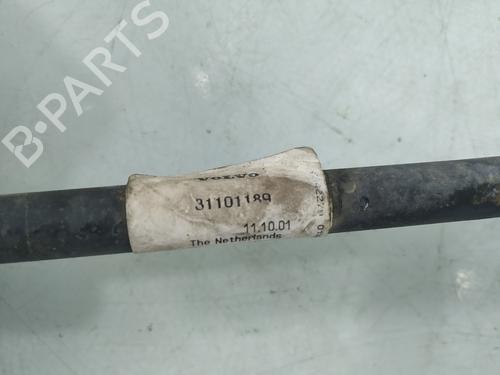 B-PARTS
VOLVO
31101189
11.10.01
The Netherlands